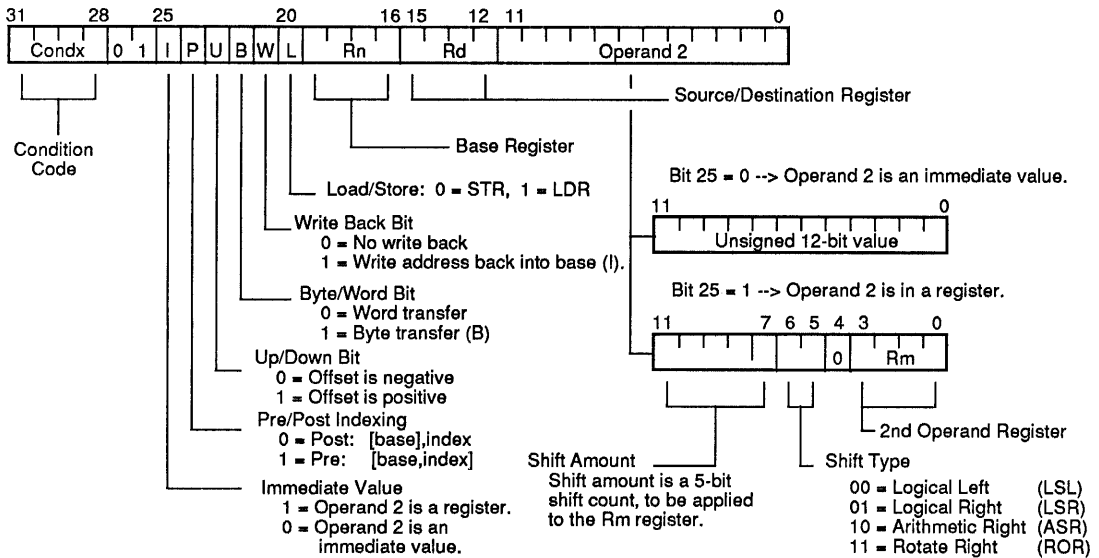 31 28 25 20 16 15 12 11 0
Condx 0 1 I P U B W L Rn Rd Operand 2
Source/Destination Register
Condition
Code
Base Register
Load/Store: 0 = STR, 1 = LDR
Bit 25 = 0 --> Operand 2 is an immediate value.
11 0
Unsigned 12-bit value
Write Back Bit
0 = No write back
1 = Write address back into base (!).
Bit 25 = 1 --> Operand 2 is in a register.
11 7 6 5 4 3 0
0 Rm
Byte/Word Bit
0 = Word transfer
1 = Byte transfer (B)
Up/Down Bit
0 = Offset is negative
1 = Offset is positive
Pre/Post Indexing
0 = Post: [base],index
1 = Pre: [base,index]
2nd Operand Register
Immediate Value
1 = Operand 2 is a register.
0 = Operand 2 is an
immediate value.
Shift Amount
Shift amount is a 5-bit
shift count, to be applied
to the Rm register.
Shift Type
00 = Logical Left (LSL)
01 = Logical Right (LSR)
10 = Arithmetic Right (ASR)
11 = Rotate Right (ROR)